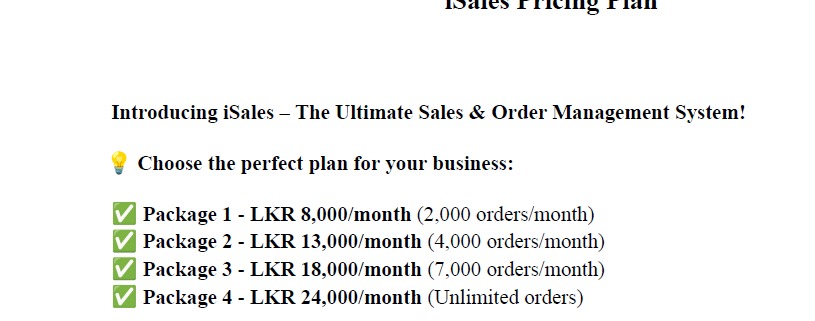 iSales Pricing Plan
Introducing iSales – The Ultimate Sales & Order Management System!
💡 Choose the perfect plan for your business:
✅ Package 1 - LKR 8,000/month (2,000 orders/month)
✅ Package 2 - LKR 13,000/month (4,000 orders/month)
✅ Package 3 - LKR 18,000/month (7,000 orders/month)
✅ Package 4 - LKR 24,000/month (Unlimited orders)